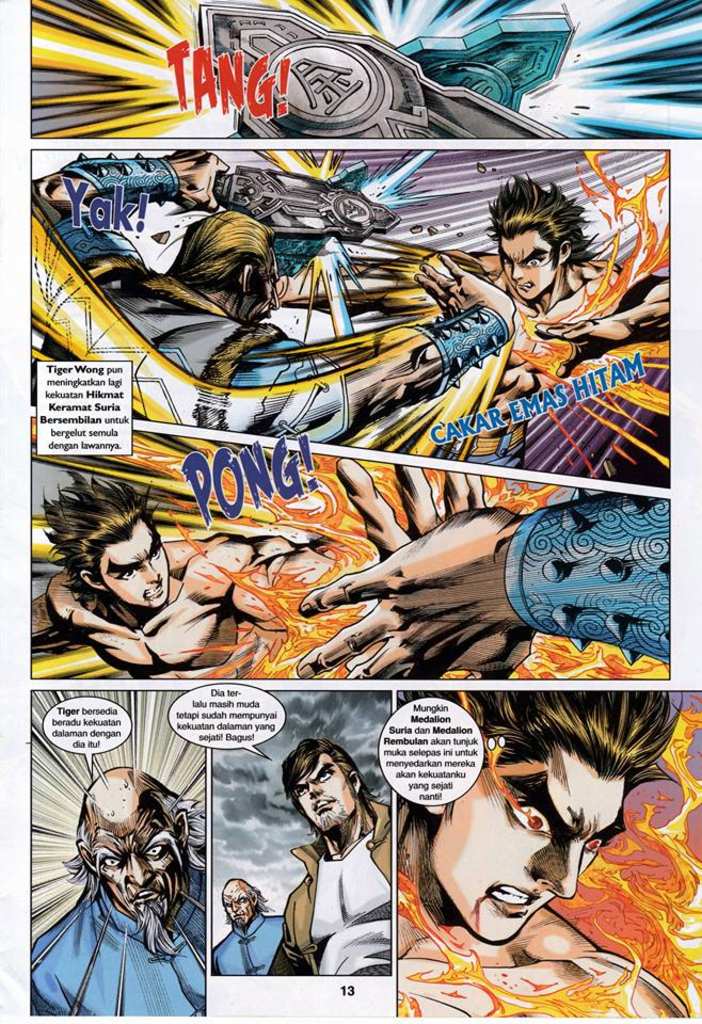 TANG!
Yak!
Tiger Wong pun
meningkatkan lagi
kekuatan Hikmat
Keramat Suria
Bersembilan untuk
bergelut semula
dengan lawannya.
CAKAR EMAS HITAM
PONG!
Tiger bersedia
beradu kekuatan
dalaman dengan
dia itu!
Dia ter-
lalu masih muda
tetapi sudah mempunyai
kekuatan dalaman yang
sejati! Bagus!
Mungkin
Medalion
Suria dan Medalion
Rembulan akan tunjuk
muka selepas ini untuk
menyedarkan mereka
akan kekuatanku
yang sejati
nanti!
13